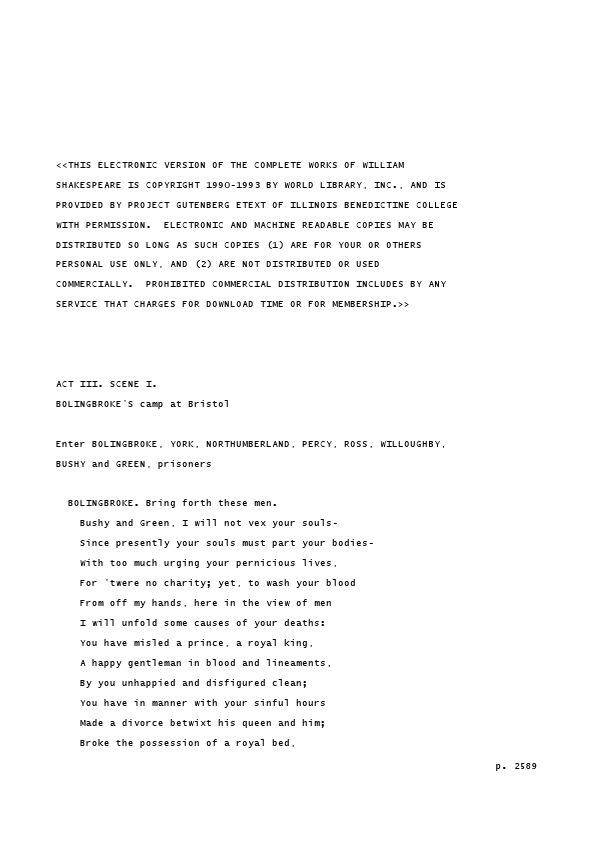 <<THIS ELECTRONIC VERSION OF THE COMPLETE WORKS OF WILLIAM
SHAKESPEARE IS COPYRIGHT 1990-1993 BY WORLD LIBRARY, INC., AND IS
PROVIDED BY PROJECT GUTENBERG ETEXT OF ILLINOIS BENEDICTINE COLLEGE
WITH PERMISSION.  ELECTRONIC AND MACHINE READABLE COPIES MAY BE
DISTRIBUTED SO LONG AS SUCH COPIES (1) ARE FOR YOUR OR OTHERS
PERSONAL USE ONLY, AND (2) ARE NOT DISTRIBUTED OR USED
COMMERCIALLY.  PROHIBITED COMMERCIAL DISTRIBUTION INCLUDES BY ANY
SERVICE THAT CHARGES FOR DOWNLOAD TIME OR FOR MEMBERSHIP.>>
ACT III. SCENE I.
BOLINGBROKE'S camp at Bristol
Enter BOLINGBROKE, YORK, NORTHUMBERLAND, PERCY, ROSS, WILLOUGHBY,
BUSHY and GREEN, prisoners
BOLINGBROKE. Bring forth these men.
Bushy and Green, I will not vex your souls-
Since presently your souls must part your bodies-
With too much urging your pernicious lives,
For 'twere no charity; yet, to wash your blood
From off my hands, here in the view of men
I will unfold some causes of your deaths:
You have misled a prince, a royal king,
A happy gentleman in blood and lineaments,
By you unhappied and disfigured clean;
You have in manner with your sinful hours
Made a divorce betwixt his queen and him;
Broke the possession of a royal bed,
p. 2589